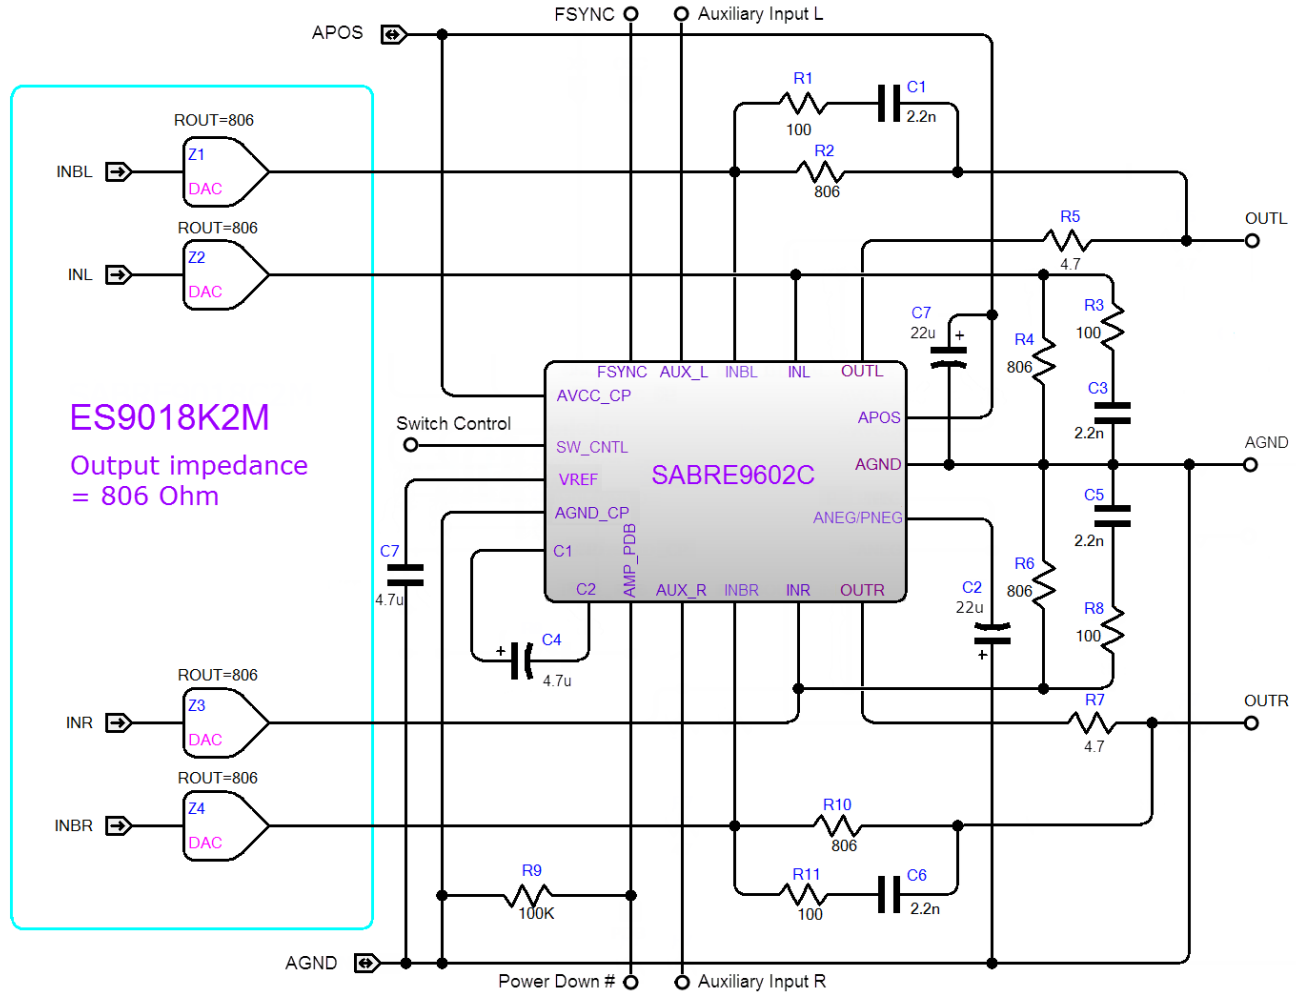 FSYNC
Auxiliary Input L
APOS
R1
C1
100
2.2n
ROUT=806
INBL
Z1
DAC
R2
806
R5
4.7
OUTL
ROUT=806
INL
Z2
DAC
C7
22u
+
R3
100
R4
806
C3
2.2n
FSYNC
AUX_L
INBL
INL
OUTL
AVCC_CP
APOS
Switch Control
SW_CNTL
VREF
AGND
AGND
AGND_CP
ANEG/PNEG
C1
C2
AMP_PDB
AUX_R
INBR
INR
OUTR
SABRE9602C
ES9018K2M
Output impedance
= 806 Ohm
C7
4.7u
C5
2.2n
R6
806
C2
22u
+
R8
100
+
C4
4.7u
ROUT=806
INR
Z3
DAC
R7
4.7
OUTR
ROUT=806
INBR
Z4
DAC
R10
806
R9
100K
R11
100
C6
2.2n
AGND
Power Down #
Auxiliary Input R